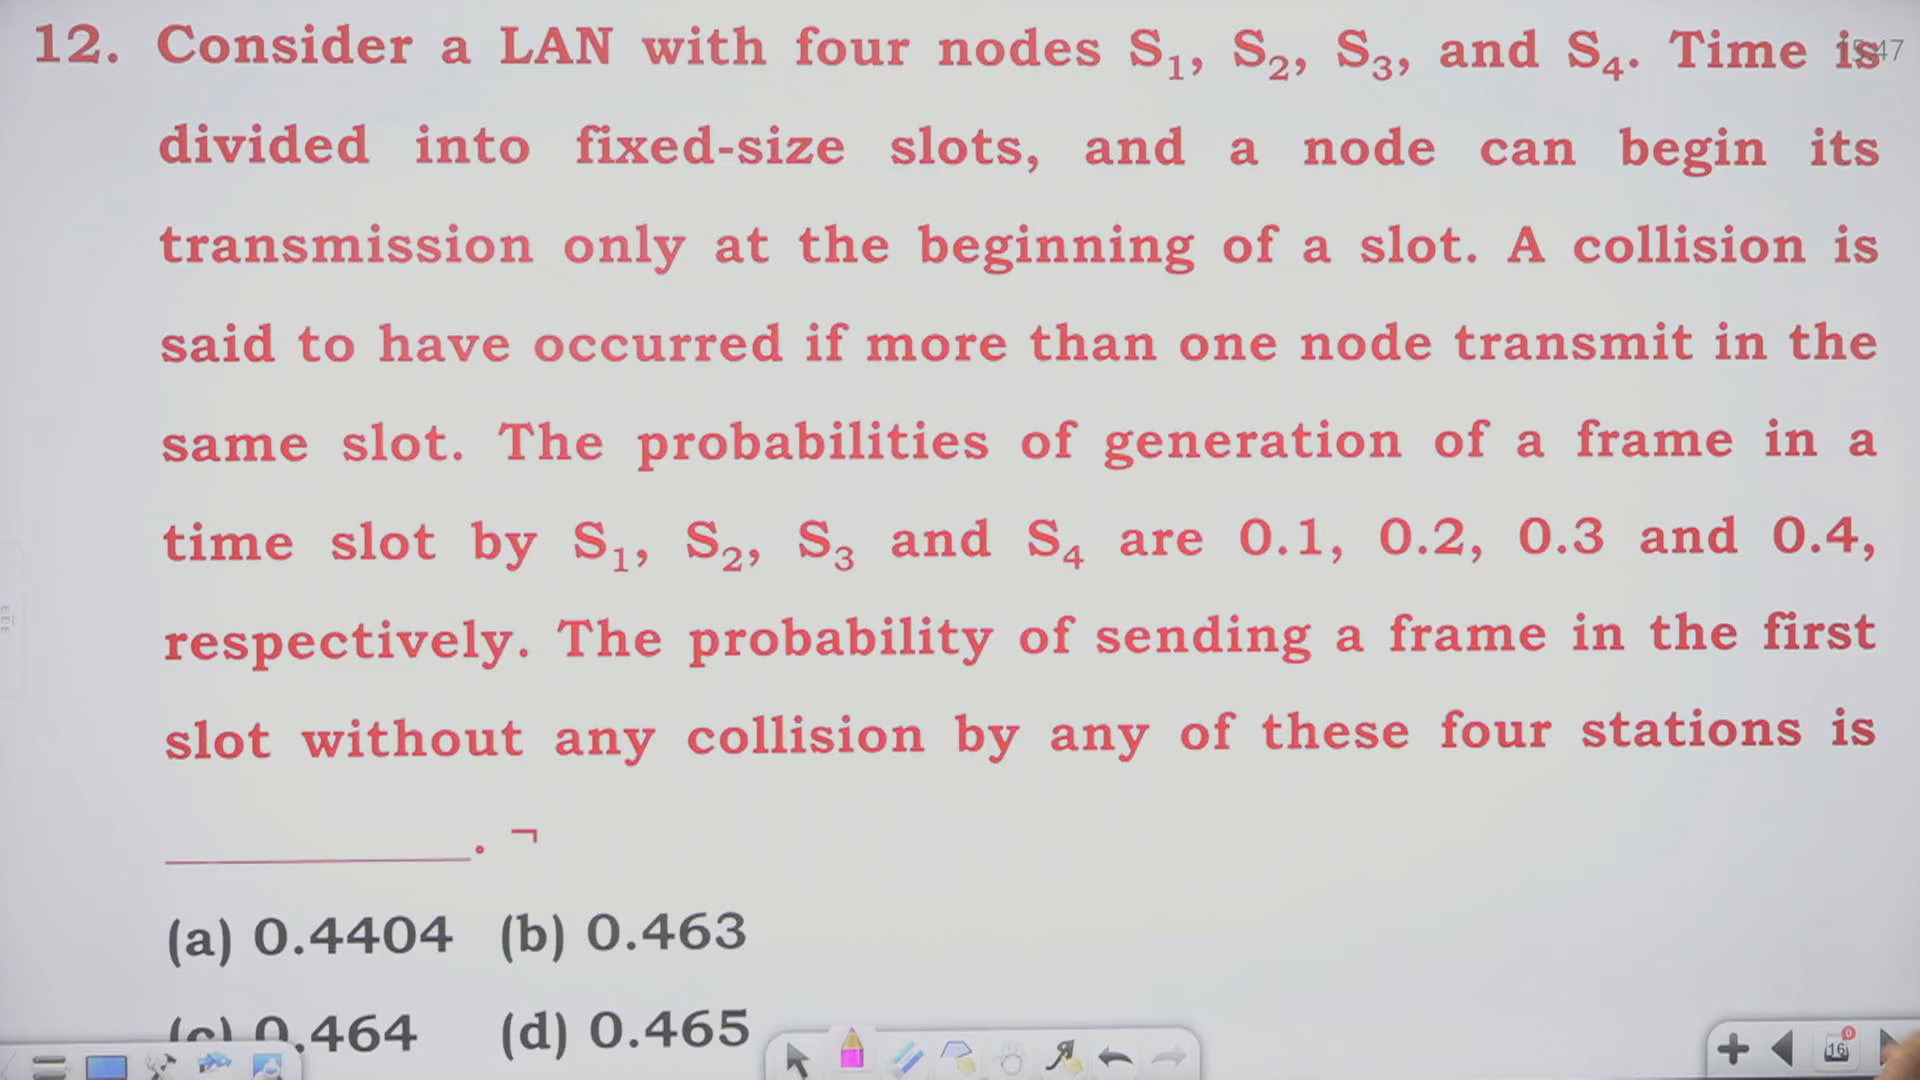 12. Consider a LAN with four nodes S₁, S₂, S₃, and S₄. Time is
divided into fixed-size slots, and a node can begin its
transmission only at the beginning of a slot. A collision is
said to have occurred if more than one node transmit in the
same slot. The probabilities of generation of a frame in a
time slot by S₁, S₂, S₃ and S₄ are 0.1, 0.2, 0.3 and 0.4,
respectively. The probability of sending a frame in the first
slot without any collision by any of these four stations is
____________. ¬
(a) 0.4404 (b) 0.463
(c) 0.464 (d) 0.465
16